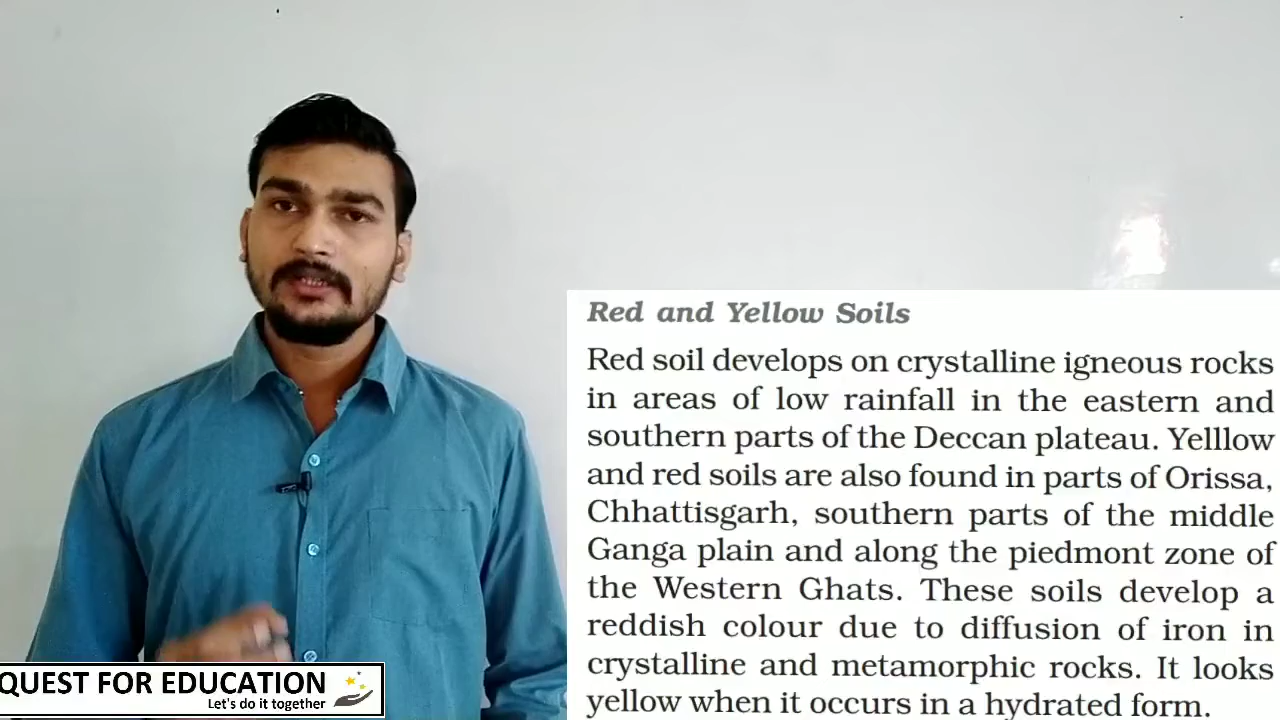 Red and Yellow Soils
Red soil develops on crystalline igneous rocks
in areas of low rainfall in the eastern and
southern parts of the Deccan plateau. Yelllow
and red soils are also found in parts of Orissa,
Chhattisgarh, southern parts of the middle
Ganga plain and along the piedmont zone of
the Western Ghats. These soils develop a
reddish colour due to diffusion of iron in
crystalline and metamorphic rocks. It looks
yellow when it occurs in a hydrated form.
QUEST FOR EDUCATION
Let's do it together